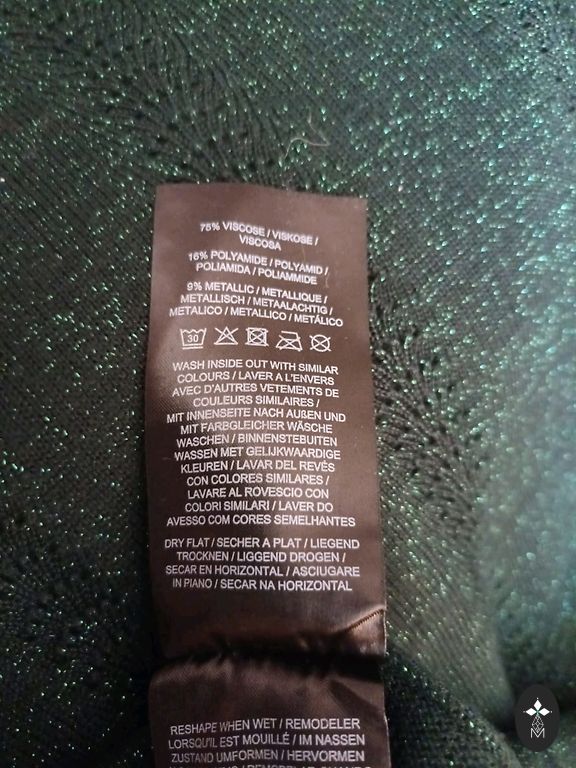 75% VISCOSE / VISKOSE /
VISCOSA
16% POLYAMIDE / POLYAMID /
POLIAMIDA / POLIAMMIDE
9% METALLIC / METALLIQUE /
METALLISCH / METAALACHTIG /
METALICO / METALLICO / METÁLICO
30
WASH INSIDE OUT WITH SIMILAR
COLOURS / LAVER A L'ENVERS
AVEC D'AUTRES VETEMENTS DE
COULEURS SIMILAIRES /
MIT INNENSEITE NACH AUßEN UND
MIT FARBGLEICHER WÄSCHE
WASCHEN / BINNENSTEBUITEN
WASSEN MET GELIJKWAARDIGE
KLEUREN / LAVAR DEL REVÉS
CON COLORES SIMILARES /
LAVARE AL ROVESCIO CON
COLORI SIMILARI / LAVER DO
AVESSO COM CORES SEMELHANTES
DRY FLAT / SECHER A PLAT / LIEGEND
TROCKNEN / LIGGEND DROGEN /
SECAR EN HORIZONTAL / ASCIUGARE
IN PIANO / SECAR NA HORIZONTAL
RESHAPE WHEN WET / REMODELER
LORSQU'IL EST MOUILLÉ / IM NASSEN
ZUSTAND UMFORMEN / HERVORMEN
M